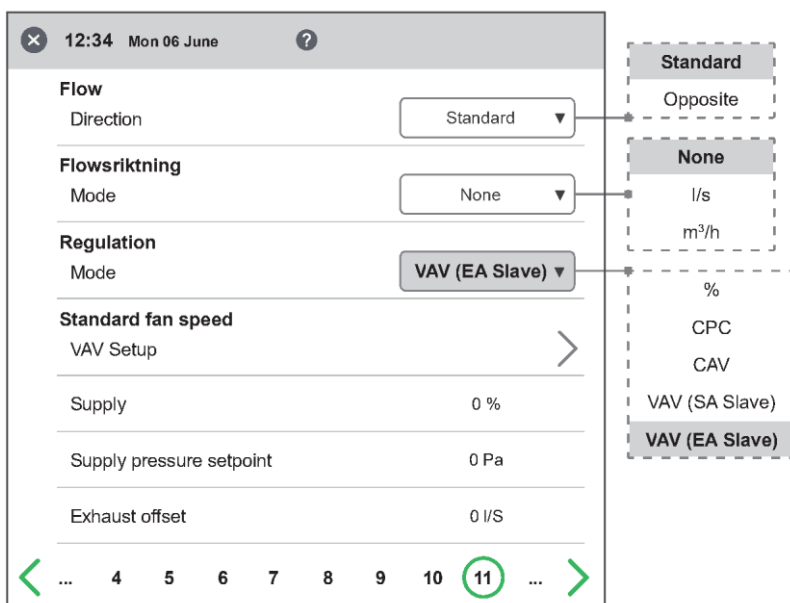 12:34 Mon 06 June ?
Flow
Direction Standard
Flowsriktning
Mode None
Regulation
Mode VAV (EA Slave)
Standard fan speed
VAV Setup
Supply 0 %
Supply pressure setpoint 0 Pa
Exhaust offset 0 l/S
... 4 5 6 7 8 9 10 11 ...
Standard
Opposite
None
l/s
m³/h
%
CPC
CAV
VAV (SA Slave)
VAV (EA Slave)